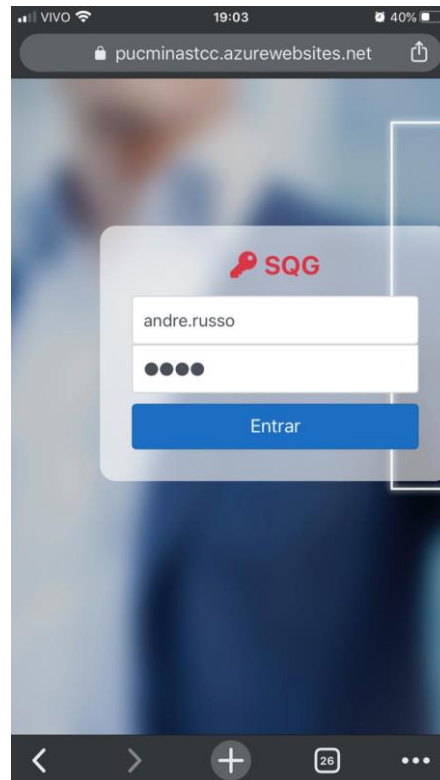 VIVO 19:03 40%
pucminastcc.azurewebsites.net
SQG
andre.russo
●●●●
Entrar
26